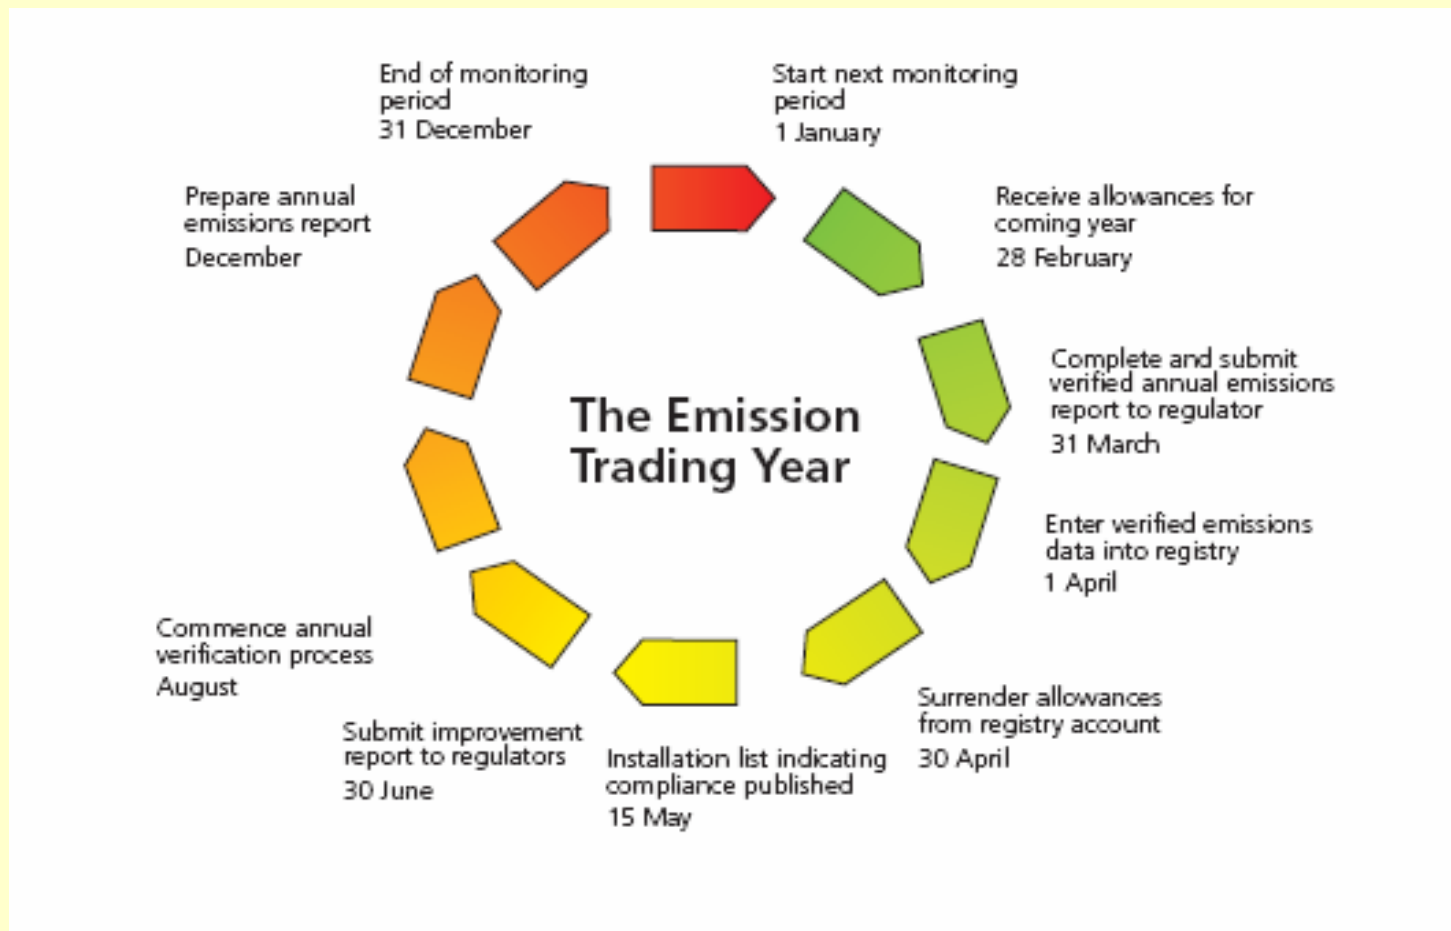 The Emission
Trading Year
Start next monitoring
period
1 January
Receive allowances for
coming year
28 February
Complete and submit
verified annual emissions
report to regulator
31 March
Enter verified emissions
data into registry
1 April
Surrender allowances
from registry account
30 April
Installation list indicating
compliance published
15 May
Submit improvement
report to regulators
30 June
Commence annual
verification process
August
Prepare annual
emissions report
December
End of monitoring
period
31 December